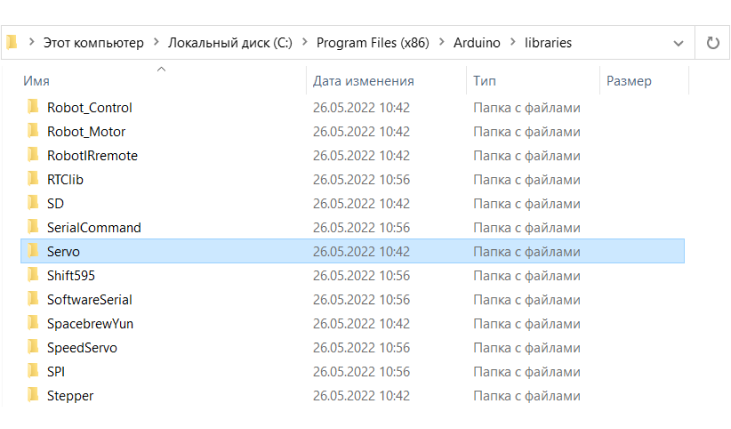 Этот компьютер > Локальный диск (C:) > Program Files (x86) > Arduino > libraries
Имя Дата изменения Тип Размер
Robot_Control 26.05.2022 10:42 Папка с файлами
Robot_Motor 26.05.2022 10:42 Папка с файлами
RobotIRremote 26.05.2022 10:42 Папка с файлами
RTClib 26.05.2022 10:56 Папка с файлами
SD 26.05.2022 10:42 Папка с файлами
SerialCommand 26.05.2022 10:56 Папка с файлами
Servo 26.05.2022 10:42 Папка с файлами
Shift595 26.05.2022 10:56 Папка с файлами
SoftwareSerial 26.05.2022 10:56 Папка с файлами
SpacebrewYun 26.05.2022 10:42 Папка с файлами
SpeedServo 26.05.2022 10:56 Папка с файлами
SPI 26.05.2022 10:56 Папка с файлами
Stepper 26.05.2022 10:42 Папка с файлами